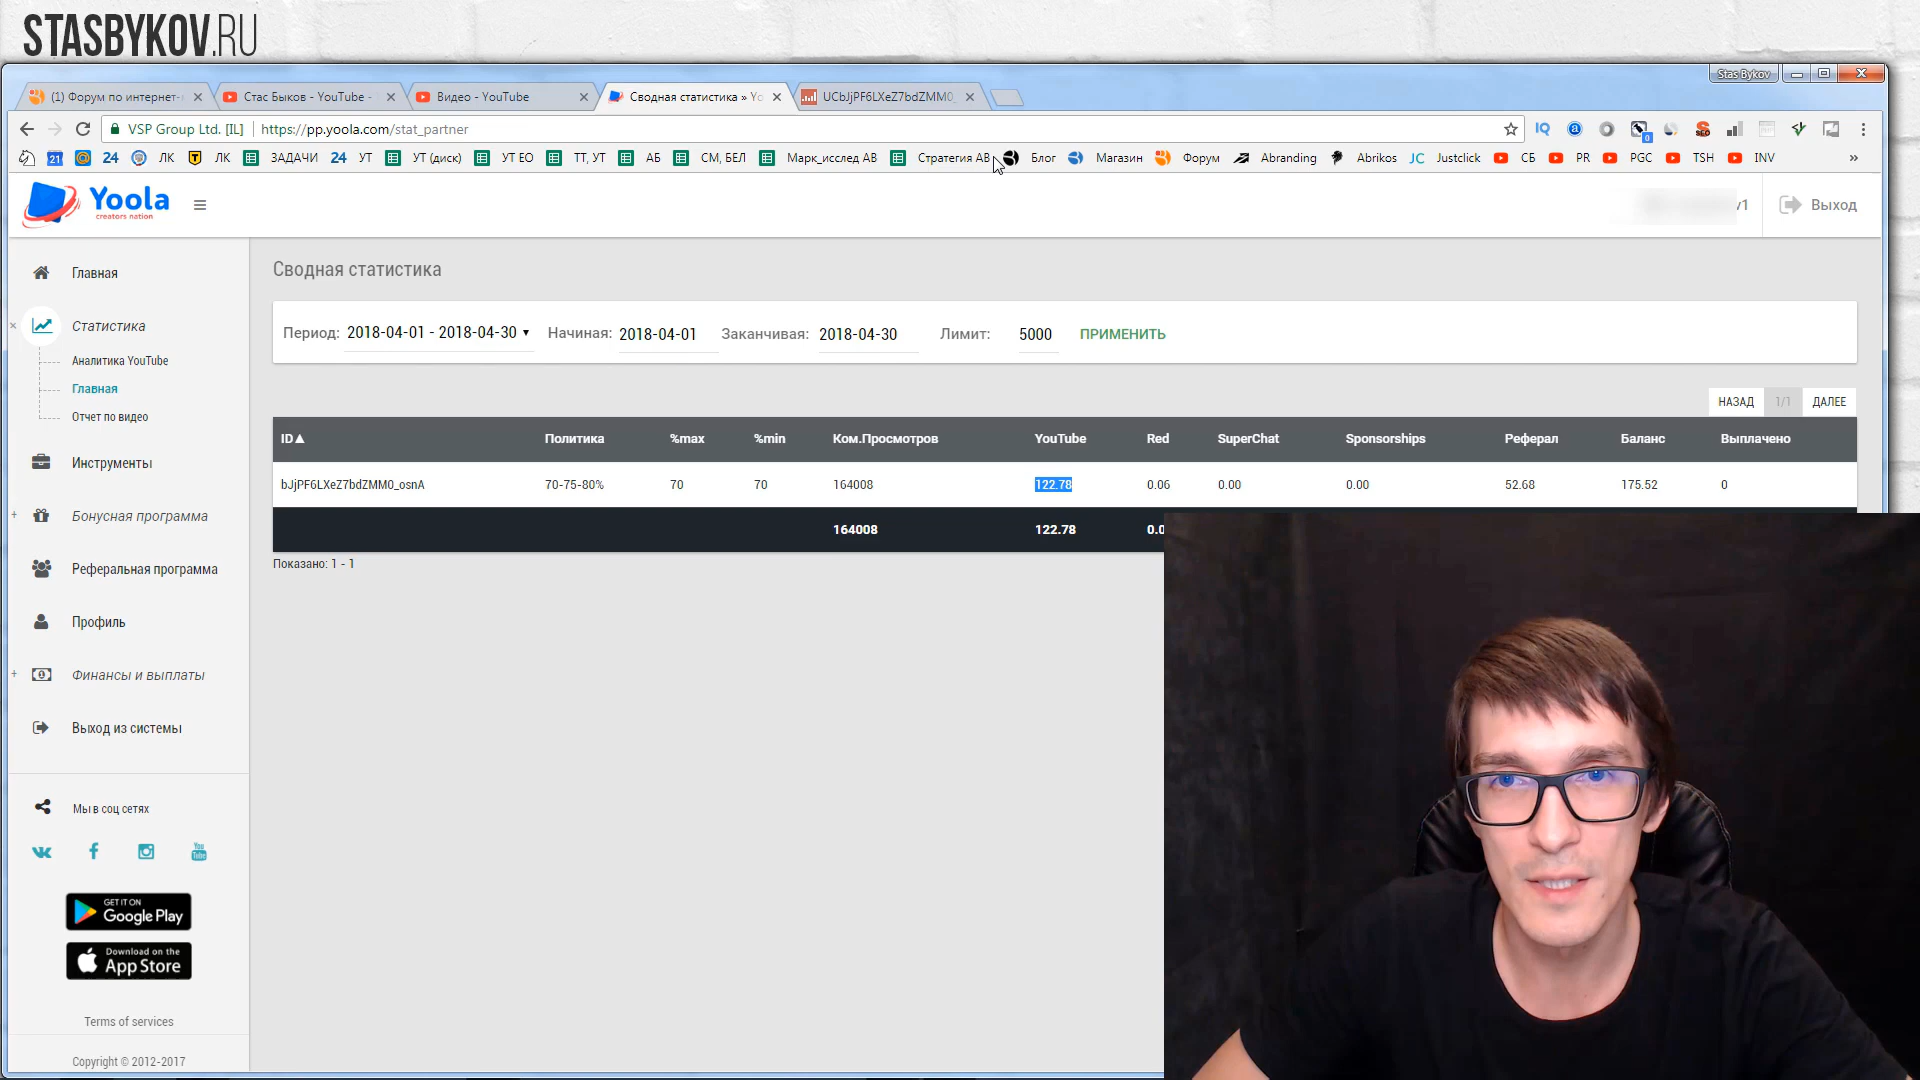 STASBYKOV.RU
Stas Bykov
(1) Форум по интернет-
Стас Быков - YouTube -
Видео - YouTube
Сводная статистика » Yo
UCbJjPF6LXeZ7bdZMM0_
VSP Group Ltd. [IL] https://pp.yoola.com/stat_partner
21 24 ЛК ЛК ЗАДАЧИ 24 УТ УТ (диск) УТ ЕО ТТ, УТ АБ СМ, БЕЛ Марк_исслед АВ Стратегия АВ Блог Магазин Форум Abranding Abrikos JC Justclick СБ PR PGC TSH INV »
Yoola
creators nation
v1
Выход
Главная
Статистика
Аналитика YouTube
Главная
Отчет по видео
Инструменты
Бонусная программа
Реферальная программа
Профиль
Финансы и выплаты
Выход из системы
Мы в соц сетях
You Tube
GET IT ON
Google Play
Download on the
App Store
Terms of services
Copyright © 2012-2017
Сводная статистика
Период: 2018-04-01 - 2018-04-30 Начиная: 2018-04-01 Заканчивая: 2018-04-30 Лимит: 5000 ПРИМЕНИТЬ
НАЗАД 1/1 ДАЛЕЕ
ID Политика %max %min Ком.Просмотров YouTube Red SuperChat Sponsorships Реферал Баланс Выплачено
bJjPF6LXeZ7bdZMM0_osnA 70-75-80% 70 70 164008 122.78 0.06 0.00 0.00 52.68 175.52 0
164008 122.78 0.0
Показано: 1 - 1